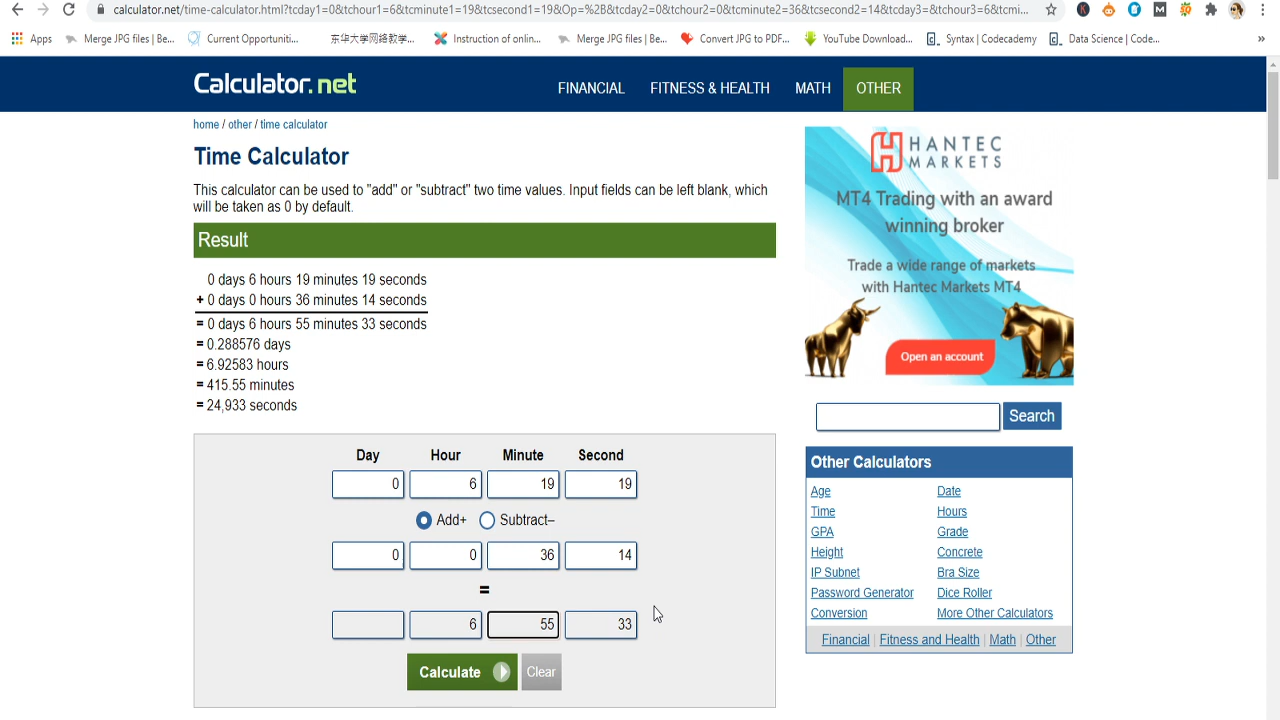 calculator.net/time-calculator.html?tcday1=0&tchour1=6&tcminute1=19&tcsecond1=19&Op=%2B&tcday2=0&tchour2=0&tcminute2=36&tcsecond2=14&tcday3=&tchour3=6&tcmi...
Apps Merge JPG files | Be... Current Opportuniti... 东华大学网络教学... Instruction of onlin... Merge JPG files | Be... Convert JPG to PDF... YouTube Download... Syntax | Codecademy Data Science | Code... »
Calculator.net
FINANCIAL FITNESS & HEALTH MATH OTHER
home / other / time calculator
Time Calculator
This calculator can be used to "add" or "subtract" two time values. Input fields can be left blank, which
will be taken as 0 by default.
Result
0 days 6 hours 19 minutes 19 seconds
+ 0 days 0 hours 36 minutes 14 seconds
= 0 days 6 hours 55 minutes 33 seconds
= 0.288576 days
= 6.92583 hours
= 415.55 minutes
= 24,933 seconds
Day Hour Minute Second
0 6 19 19
Add+ Subtract–
0 0 36 14
=
6 55 33
Calculate Clear
HANTEC
MARKETS
MT4 Trading with an award
winning broker
Trade a wide range of markets
with Hantec Markets MT4
Open an account
Search
Other Calculators
Age Date
Time Hours
GPA Grade
Height Concrete
IP Subnet Bra Size
Password Generator Dice Roller
Conversion More Other Calculators
Financial | Fitness and Health | Math | Other